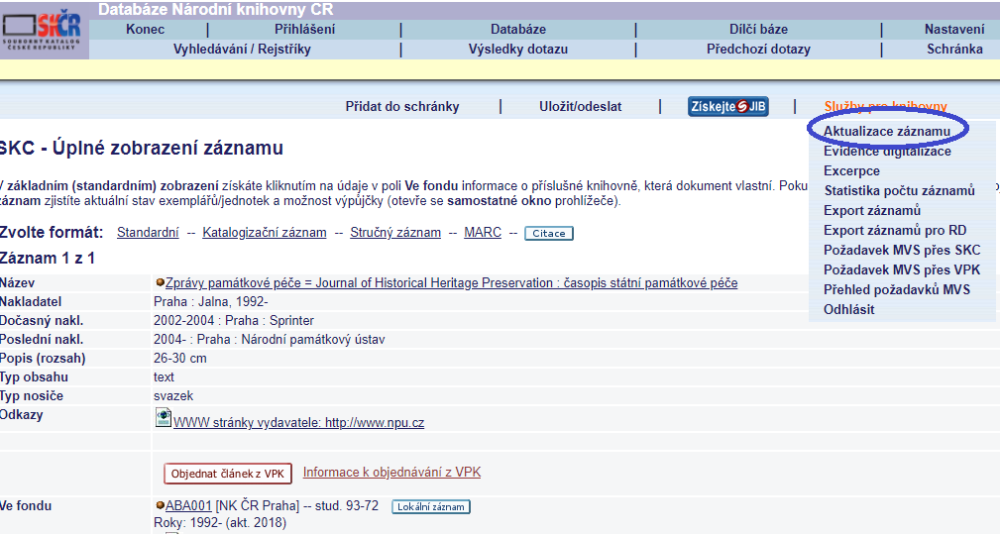 Databáze Národní knihovny ČR
SKČR
SOUBORNÝ KATALOG
ČESKÉ REPUBLIKY
Konec | Přihlášení | Databáze | Dílčí báze | Nastavení
Vyhledávání / Rejstříky | Výsledky dotazu | Předchozí dotazy | Schránka
Přidat do schránky | Uložit/odeslat | Získejte S JIB | Služby pro knihovny
Aktualizace záznamu
Evidence digitalizace
Excerpce
Statistika počtu záznamů
Export záznamů
Export záznamů pro RD
Požadavek MVS přes SKC
Požadavek MVS přes VPK
Přehled požadavků MVS
Odhlásit
SKC - Úplné zobrazení záznamu
V základním (standardním) zobrazení získáte kliknutím na údaje v poli Ve fondu informace o příslušné knihovně, která dokument vlastní. Poku
záznam zjistíte aktuální stav exemplářů/jednotek a možnost výpůjčky (otevře se samostatné okno prohlížeče).
Zvolte formát: Standardní -- Katalogizační záznam -- Stručný záznam -- MARC -- Citace
Záznam 1 z 1
Název Zprávy památkové péče = Journal of Historical Heritage Preservation : časopis státní památkové péče
Nakladatel Praha : Jalna, 1992-
Dočasný nakl. 2002-2004 : Praha : Sprinter
Poslední nakl. 2004- : Praha : Národní památkový ústav
Popis (rozsah) 26-30 cm
Typ obsahu text
Typ nosiče svazek
Odkazy WWW stránky vydavatele: http://www.npu.cz
Objednat článek z VPK Informace k objednávání z VPK
Ve fondu ABA001 [NK ČR Praha] -- stud. 93-72 Lokální záznam
Roky: 1992- (akt. 2018)